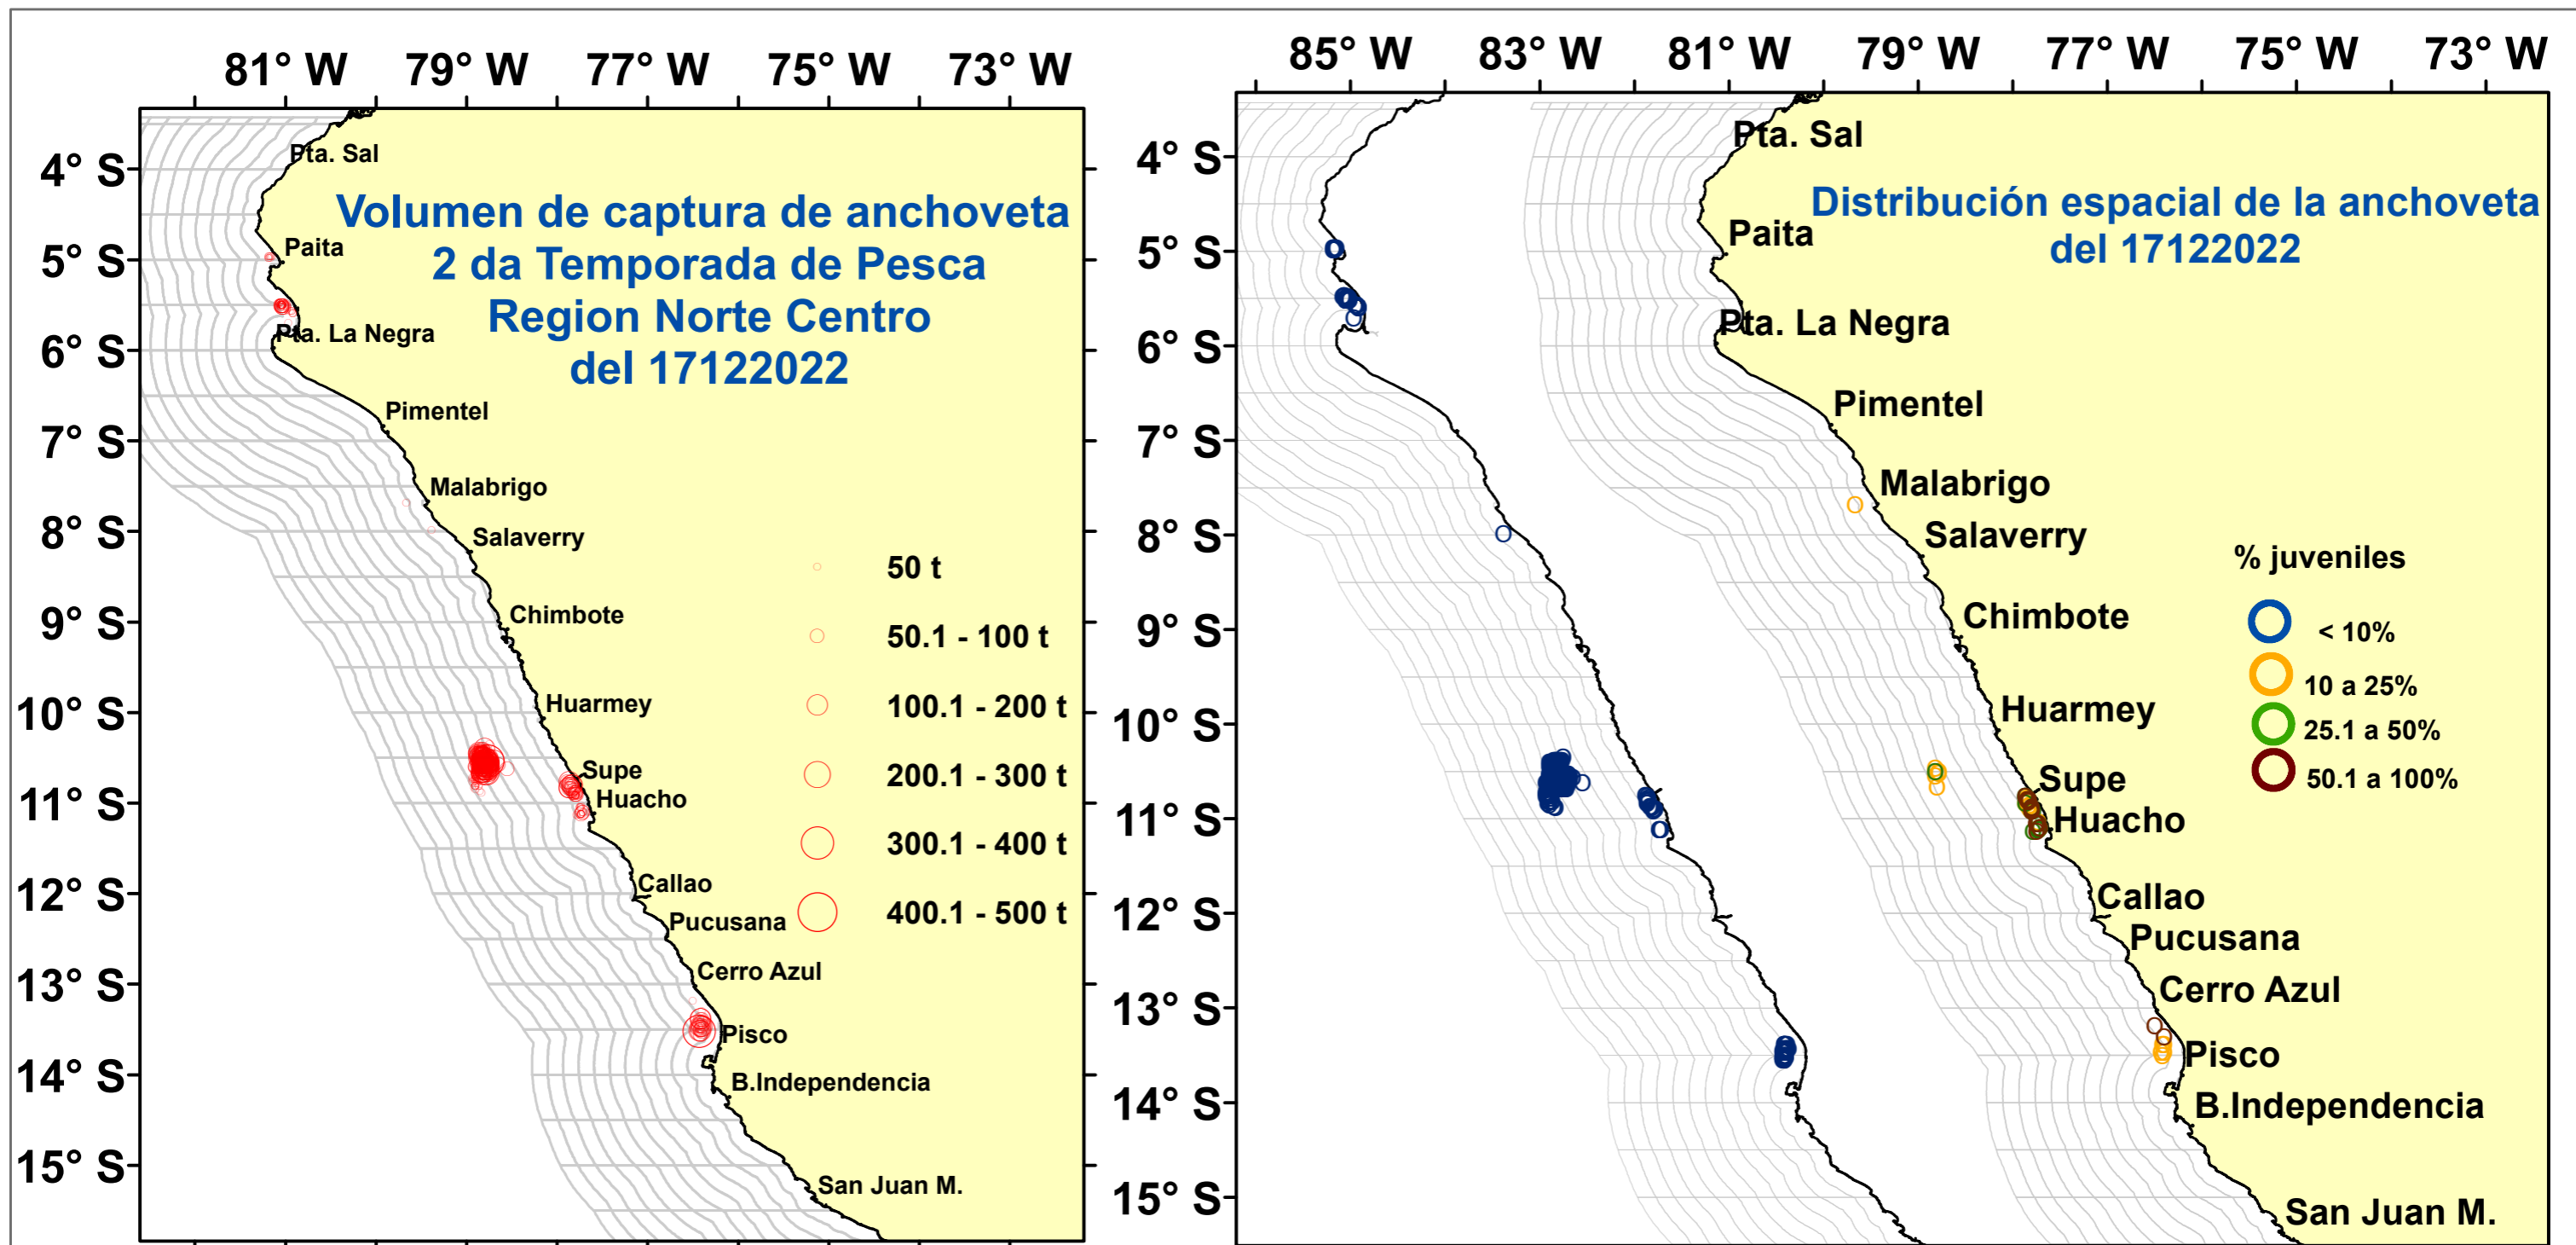 81° W 79° W 77° W 75° W 73° W
4° S
5° S
6° S
7° S
8° S
9° S
10° S
11° S
12° S
13° S
14° S
15° S
Volumen de captura de anchoveta
2 da Temporada de Pesca
Region Norte Centro
del 17122022
Pta. Sal
Paita
Pta. La Negra
Pimentel
Malabrigo
Salaverry
Chimbote
Huarmey
Supe
Huacho
Callao
Pucusana
Cerro Azul
Pisco
B.Independencia
San Juan M.
50 t
50.1 - 100 t
100.1 - 200 t
200.1 - 300 t
300.1 - 400 t
400.1 - 500 t
85° W 83° W 81° W 79° W 77° W 75° W 73° W
4° S
5° S
6° S
7° S
8° S
9° S
10° S
11° S
12° S
13° S
14° S
15° S
Distribución espacial de la anchoveta
del 17122022
Pta. Sal
Paita
Pta. La Negra
Pimentel
Malabrigo
Salaverry
Chimbote
Huarmey
Supe
Huacho
Callao
Pucusana
Cerro Azul
Pisco
B.Independencia
San Juan M.
% juveniles
< 10%
10 a 25%
25.1 a 50%
50.1 a 100%